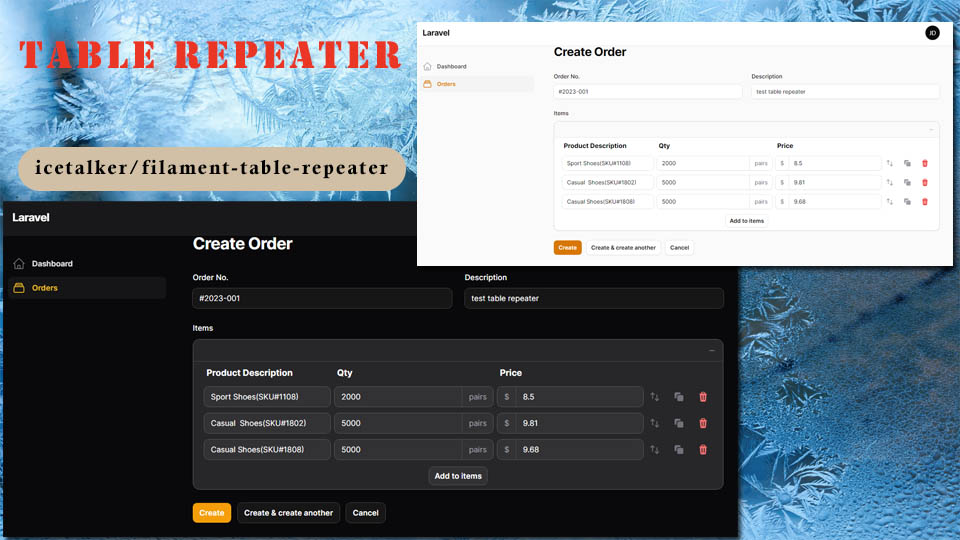 TABLE REPEATER
icetalker/filament-table-repeater
Laravel
JD
Dashboard
Orders
Create Order
Order No.
Description
#2023-001
test table repeater
Items
Product Description Qty Price
Sport Shoes(SKU#1108) 2000 pairs $ 8.5
Casual Shoes(SKU#1802) 5000 pairs $ 9.81
Casual Shoes(SKU#1808) 5000 pairs $ 9.68
Add to items
Create Create & create another Cancel
Laravel
Dashboard
Orders
Create Order
Order No.
Description
#2023-001
test table repeater
Items
Product Description Qty Price
Sport Shoes(SKU#1108) 2000 pairs $ 8.5
Casual Shoes(SKU#1802) 5000 pairs $ 9.81
Casual Shoes(SKU#1808) 5000 pairs $ 9.68
Add to items
Create Create & create another Cancel